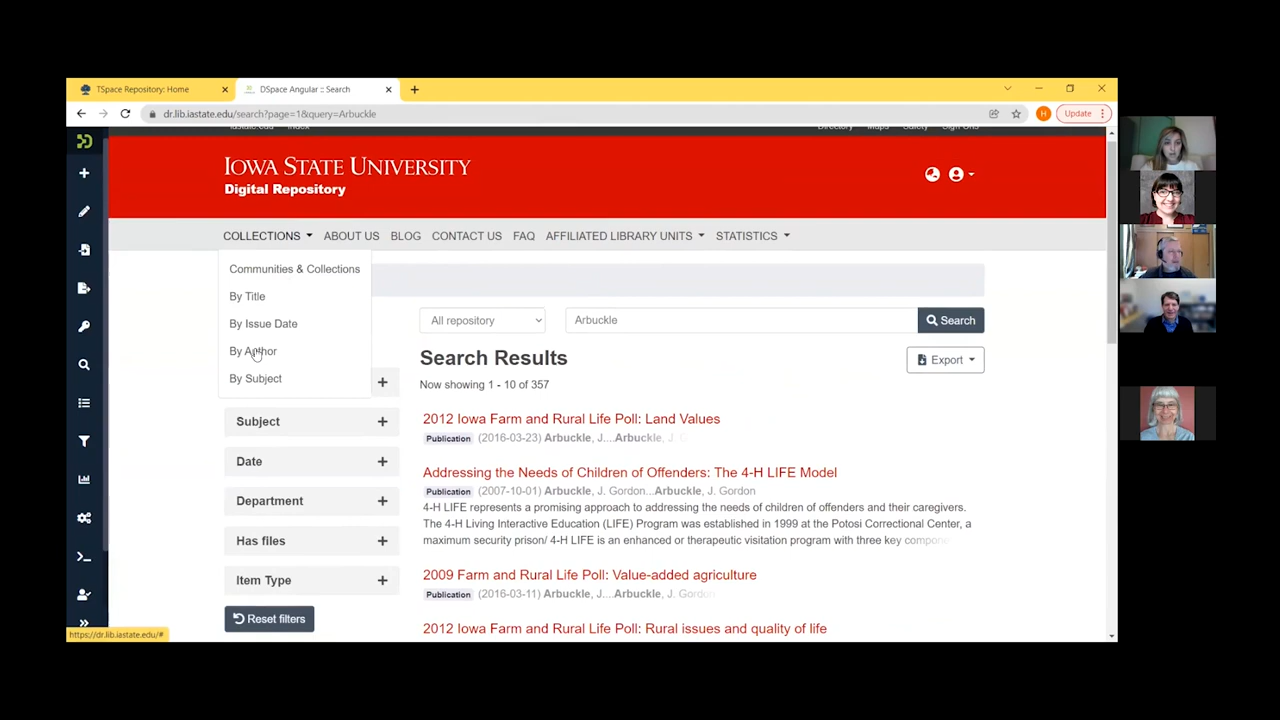 TSpace Repository: Home
DSpace Angular :: Search
dr.lib.iastate.edu/search?page=1&query=Arbuckle
H
Update
iastate.edu Index Directory Maps Safety Sign Ons
IOWA STATE UNIVERSITY
Digital Repository
COLLECTIONS ABOUT US BLOG CONTACT US FAQ AFFILIATED LIBRARY UNITS STATISTICS
Communities & Collections
By Title
By Issue Date
By Author
By Subject
All repository Arbuckle Search
Search Results
Export
Now showing 1 - 10 of 357
Subject
Date
Department
Has files
Item Type
Reset filters
2012 Iowa Farm and Rural Life Poll: Land Values
Publication (2016-03-23) Arbuckle, J....Arbuckle, J. G
Addressing the Needs of Children of Offenders: The 4-H LIFE Model
Publication (2007-10-01) Arbuckle, J. Gordon...Arbuckle, J. Gordon
4-H LIFE represents a promising approach to addressing the needs of children of offenders and their caregivers.
The 4-H Living Interactive Education (LIFE) Program was established in 1999 at the Potosi Correctional Center, a
maximum security prison/ 4-H LIFE is an enhanced or therapeutic visitation program with three key compone
2009 Farm and Rural Life Poll: Value-added agriculture
Publication (2016-03-11) Arbuckle, J....Arbuckle, J. Gordon
2012 Iowa Farm and Rural Life Poll: Rural issues and quality of life
https://dr.lib.iastate.edu/#